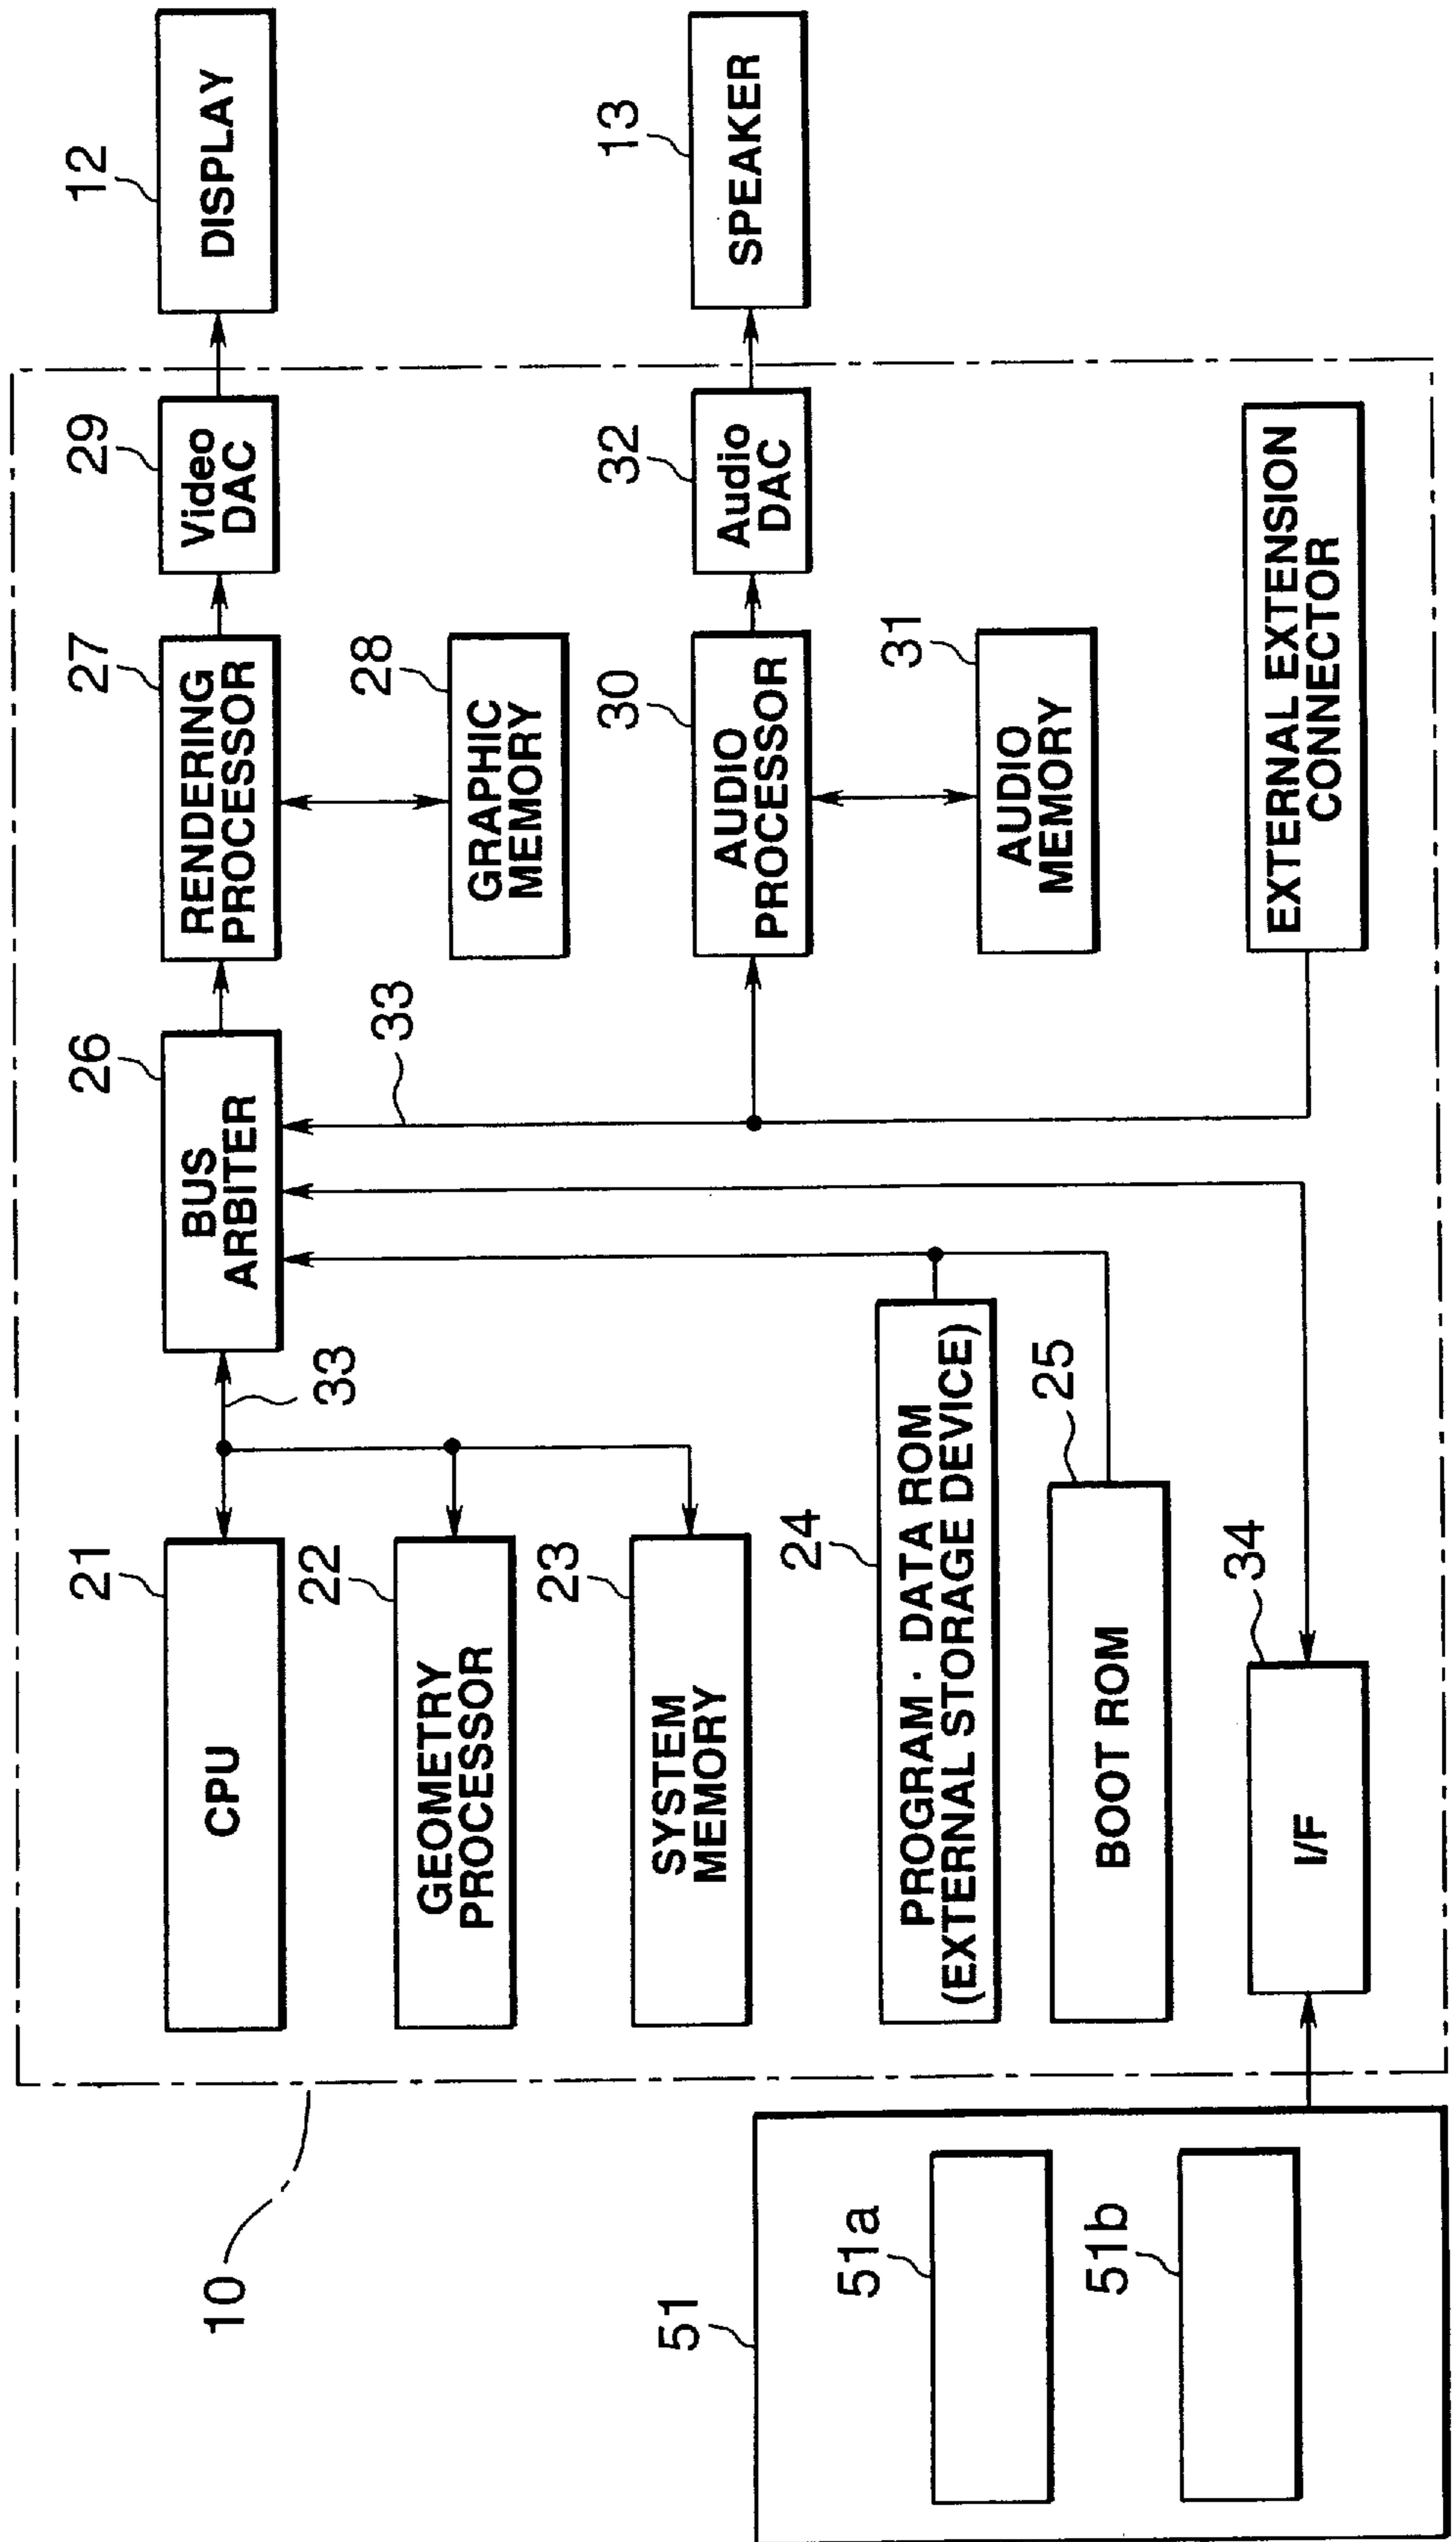 10
21
CPU
22
GEOMETRY
PROCESSOR
23
SYSTEM
MEMORY
24
PROGRAM · DATA ROM
(EXTERNAL STORAGE DEVICE)
25
BOOT ROM
34
I/F
51
51a
51b
33
26
BUS
ARBITER
33
27
RENDERING
PROCESSOR
28
GRAPHIC
MEMORY
30
AUDIO
PROCESSOR
31
AUDIO
MEMORY
EXTERNAL EXTENSION
CONNECTOR
29
Video
DAC
32
Audio
DAC
12
DISPLAY
13
SPEAKER